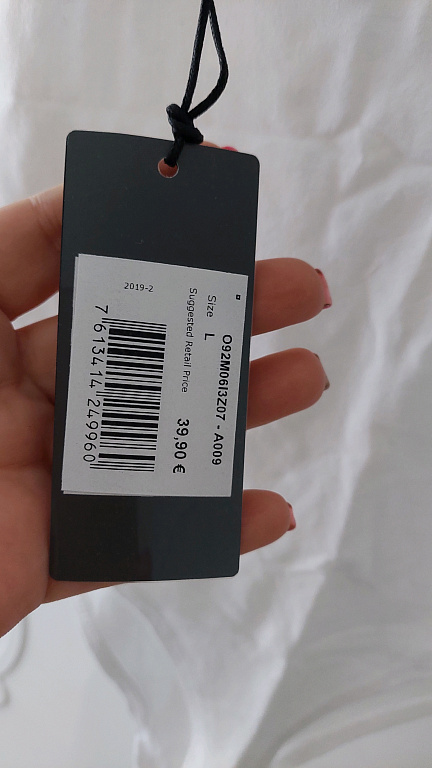 O92M06I3Z07 - A009
Size L
Suggested Retail Price 39,90 €
2019-2
7 613414 249960